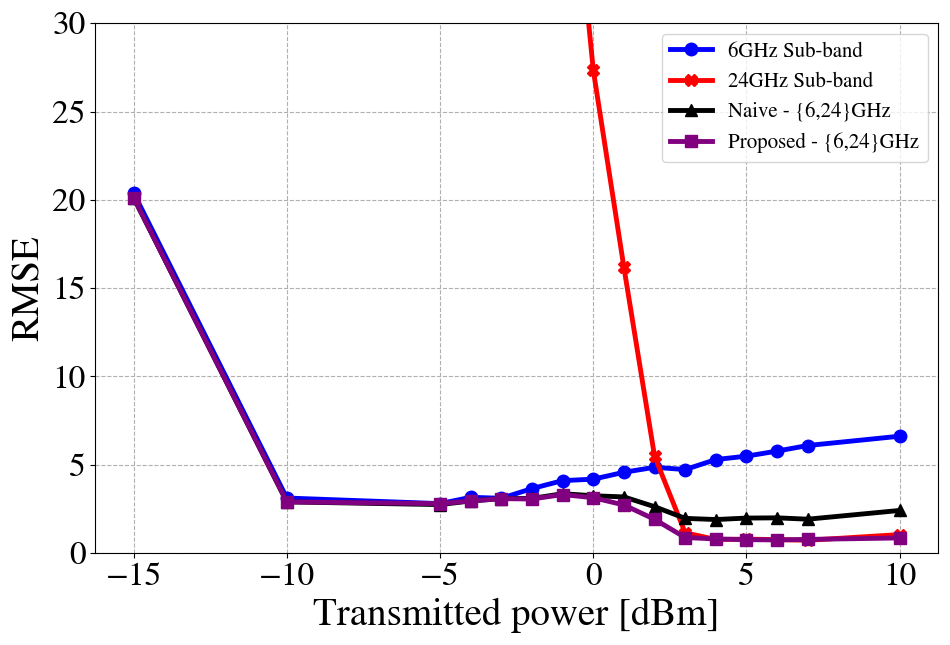 30
25
20
15
10
5
0
RMSE
6GHz Sub-band
24GHz Sub-band
Naive - {6,24}GHz
Proposed - {6,24}GHz
−15 −10 −5 0 5 10
Transmitted power [dBm]